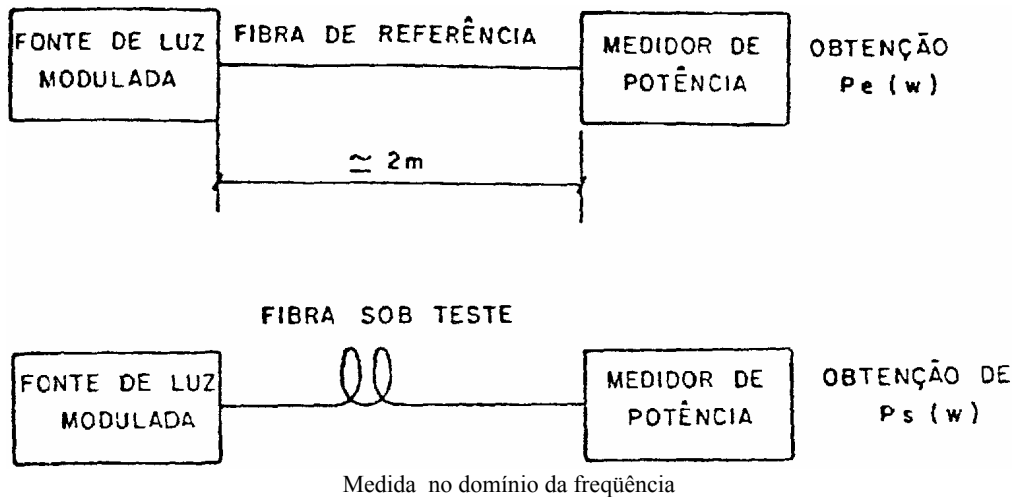 FONTE DE LUZ
MODULADA
FIBRA DE REFERÊNCIA
MEDIDOR DE
POTÊNCIA
OBTENÇÃO
Pe (w)
≃ 2m
FIBRA SOB TESTE
FONTE DE LUZ
MODULADA
MEDIDOR DE
POTÊNCIA
OBTENÇÃO DE
Ps (w)
Medida no domínio da freqüência